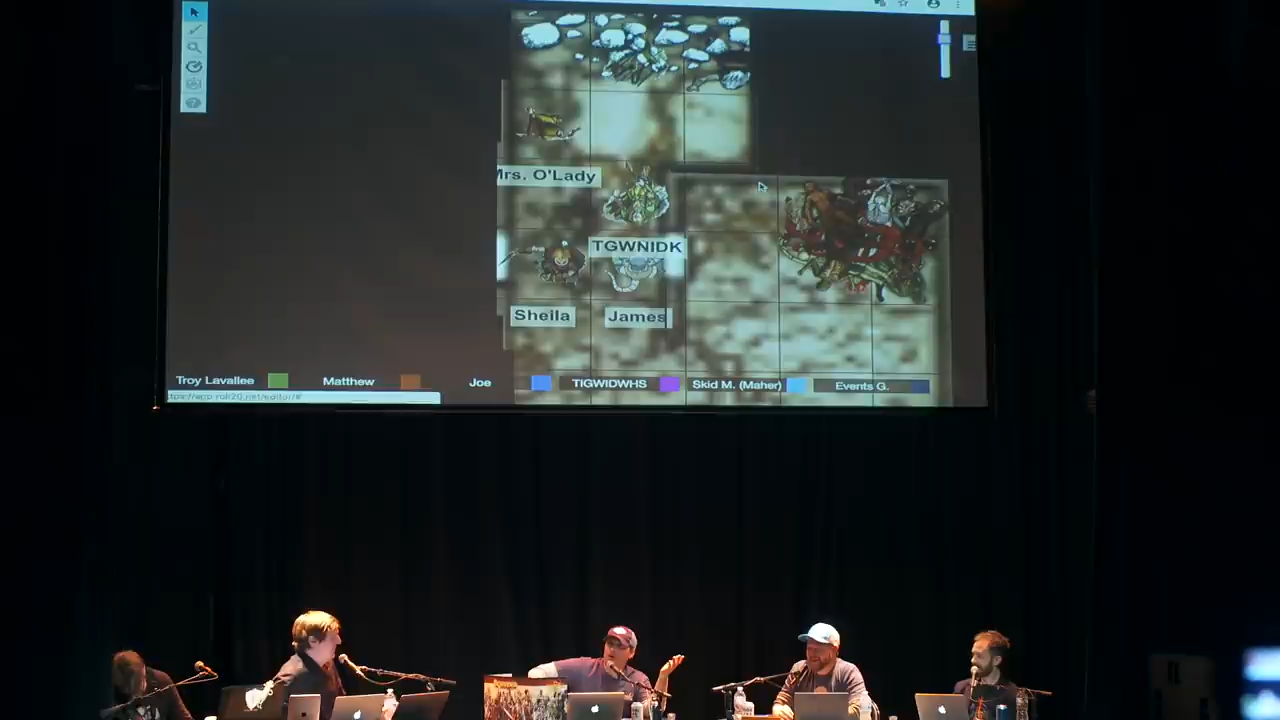 Mrs. O'Lady
TGWNIDK
Sheila
James
Troy Lavallee
Matthew
Joe
TIGWIDWHS
Skid M. (Maher)
Events G.